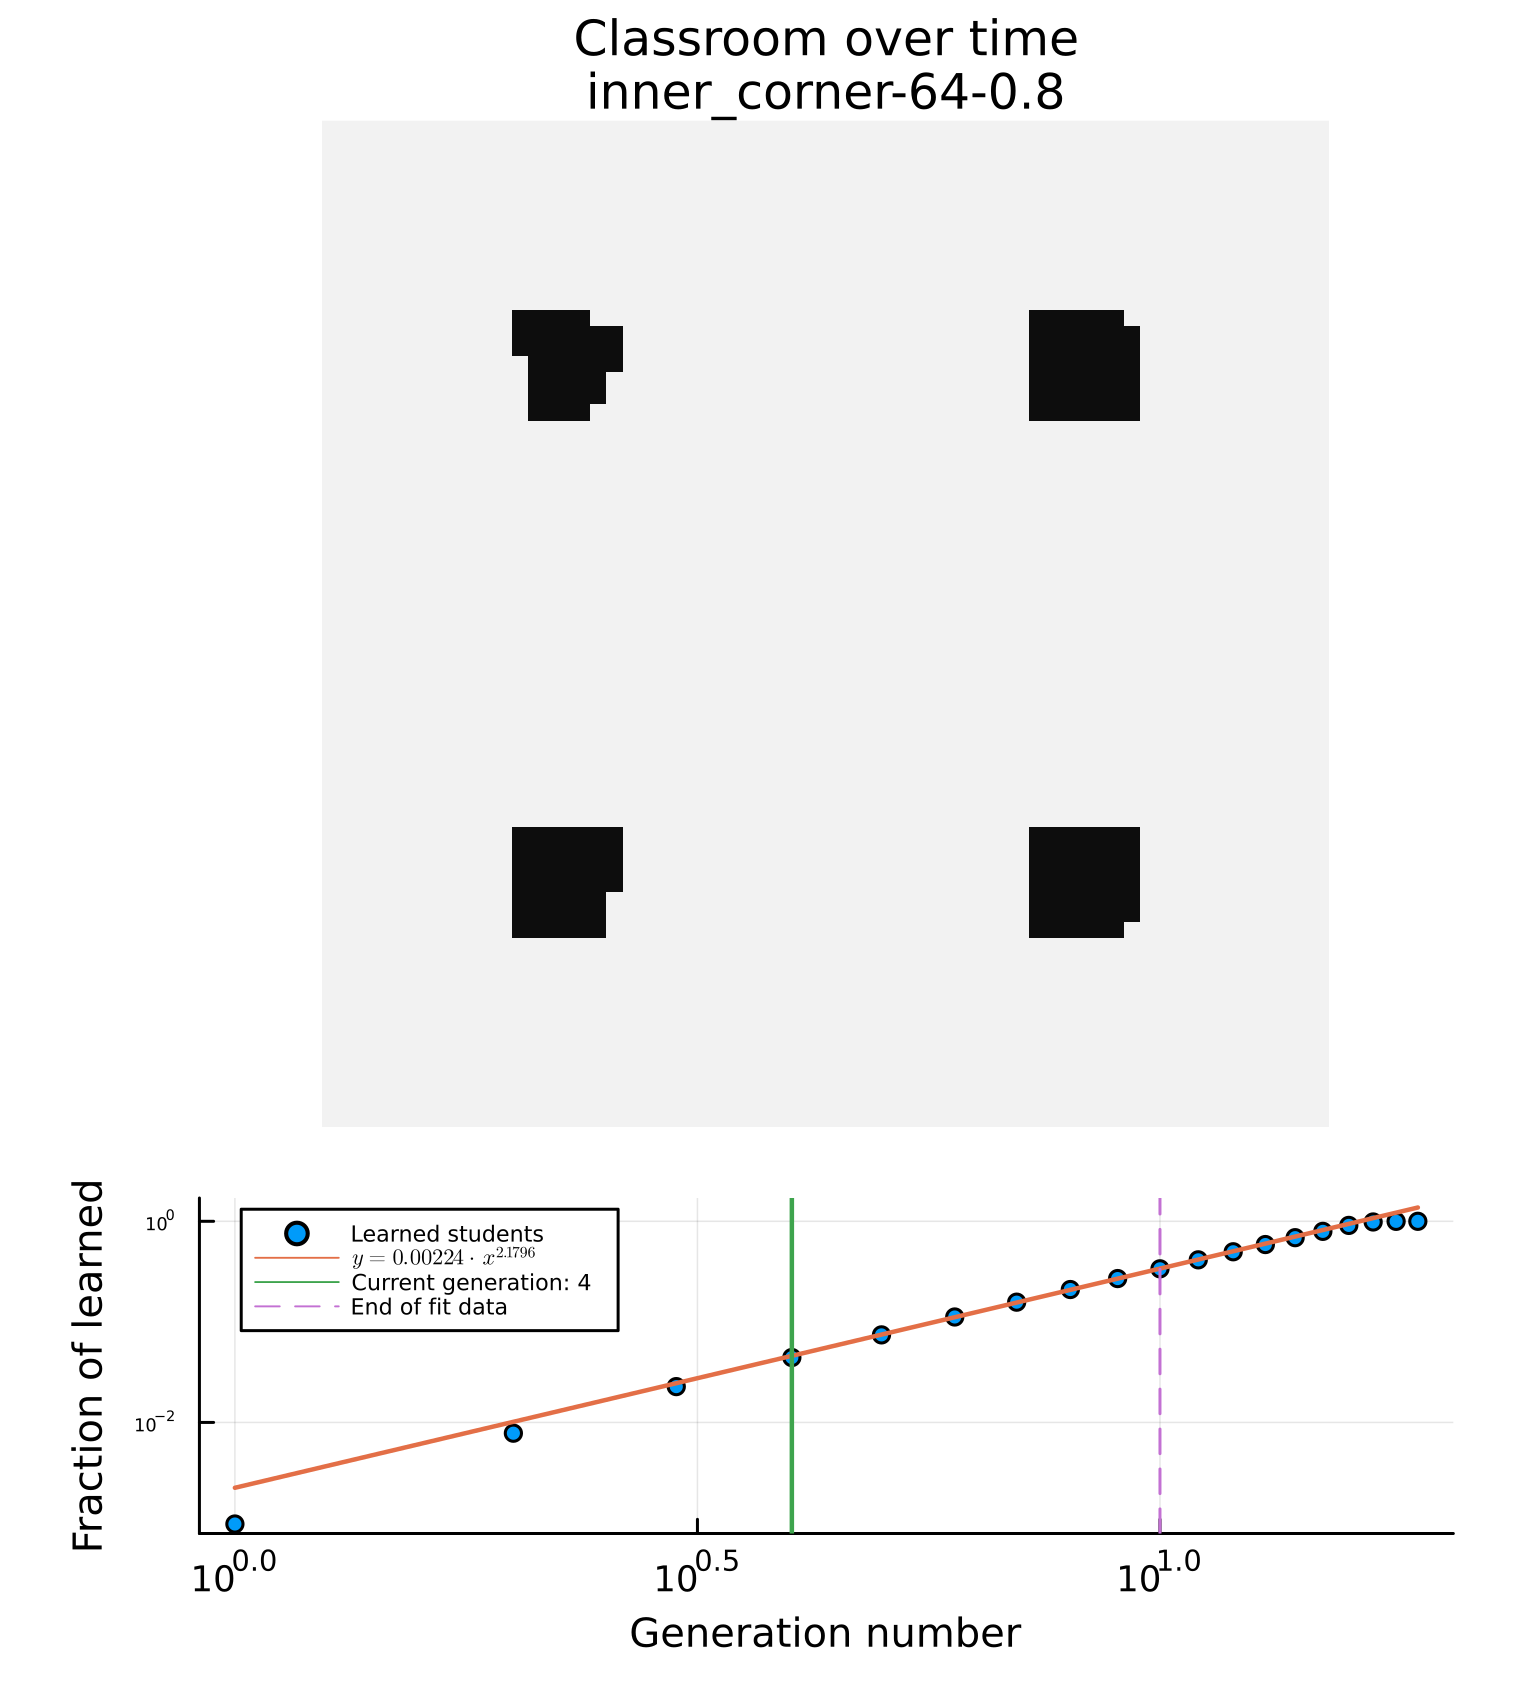 Classroom over time
inner_corner-64-0.8
Fraction of learned
10^0
10^−2
Learned students
y = 0.00224 · x^2.1796
Current generation: 4
End of fit data
10^0.0
10^0.5
10^1.0
Generation number